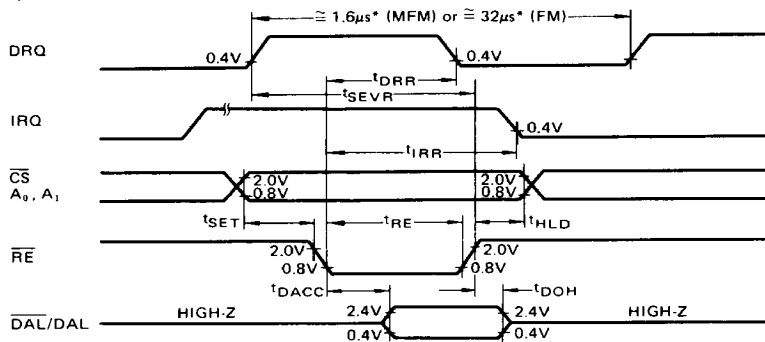 ≅ 1.6μs* (MFM) or ≅ 32μs* (FM)
DRQ
0.4V
0.4V
tDRR
tSEVR
IRQ
0.4V
tIRR
CS
A0, A1
2.0V
0.8V
2.0V
0.8V
tSET
tRE
tHLD
RE
2.0V
0.8V
2.0V
0.8V
tDACC
tDOH
DAL/DAL
HIGH-Z
2.4V
0.4V
2.4V
0.4V
HIGH-Z